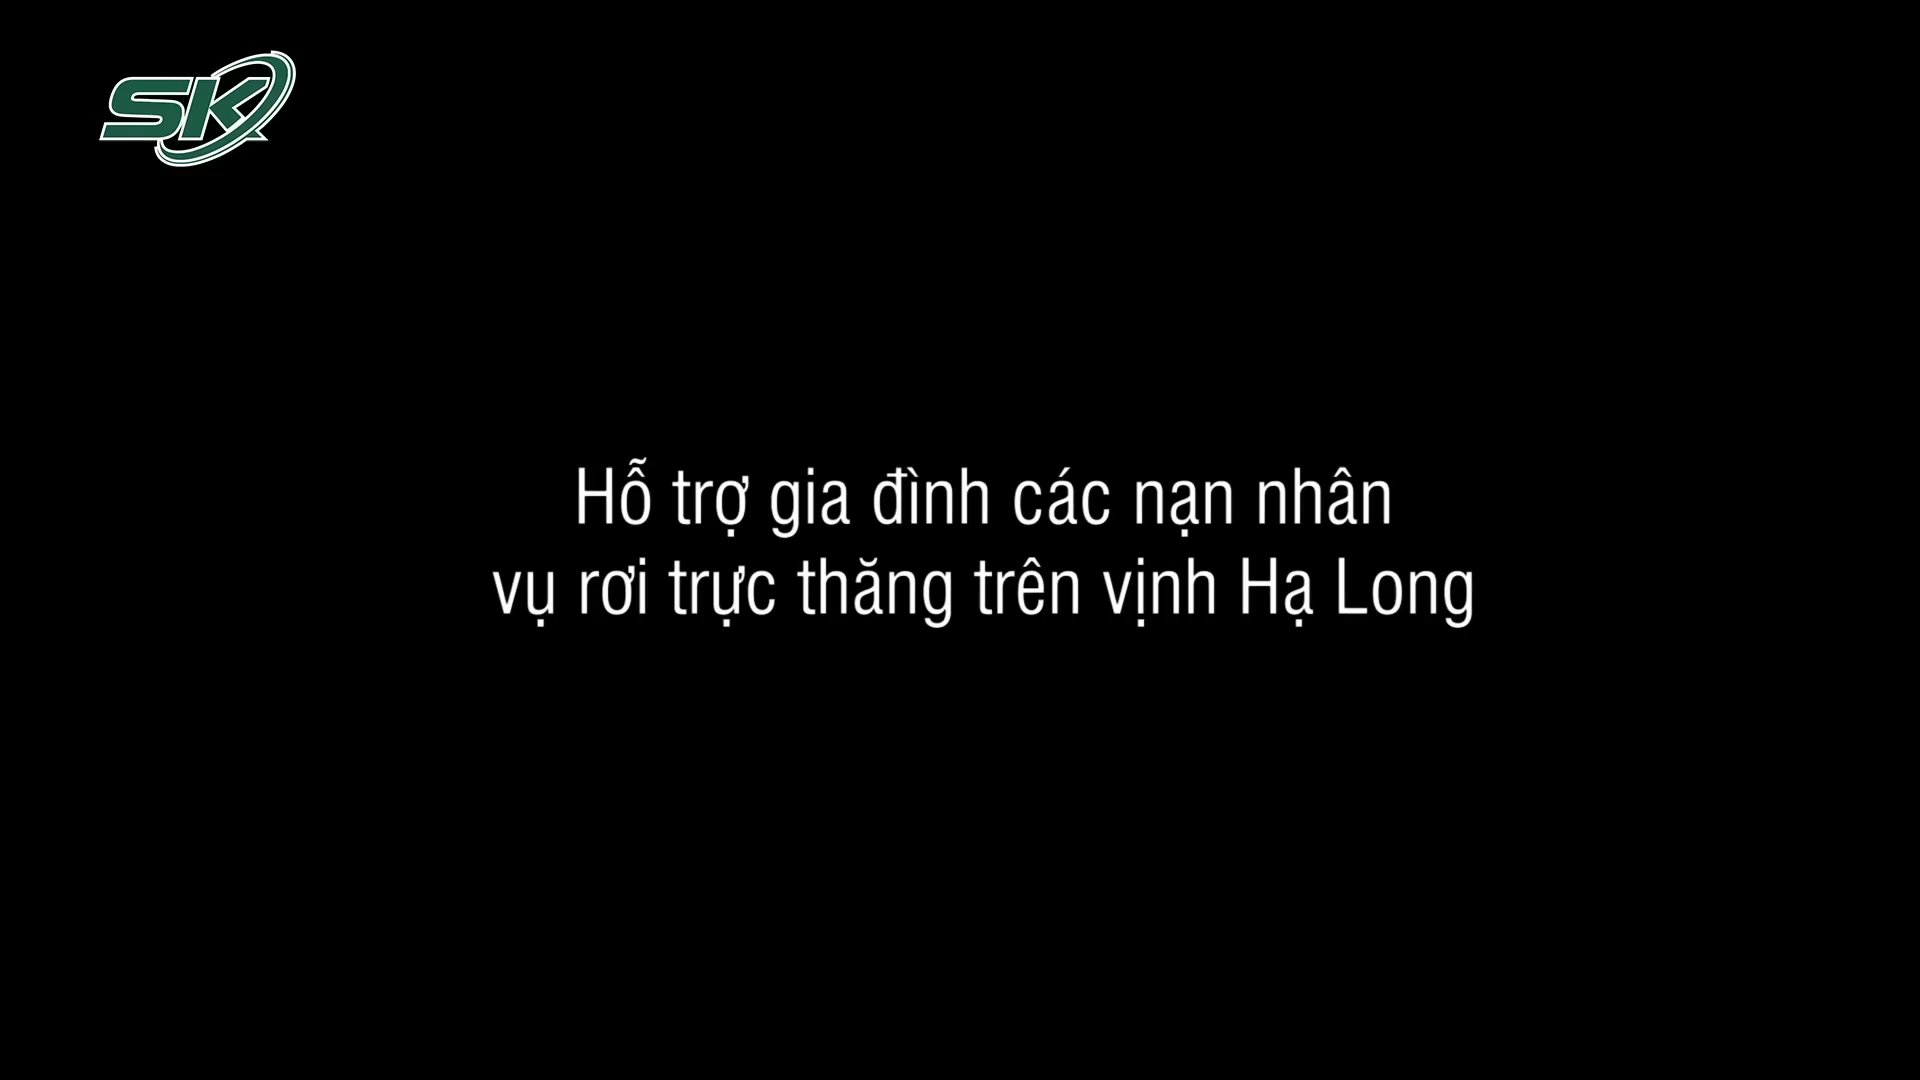 SK
Hỗ trợ gia đình các nạn nhân
vụ rơi trực thăng trên vịnh Hạ Long